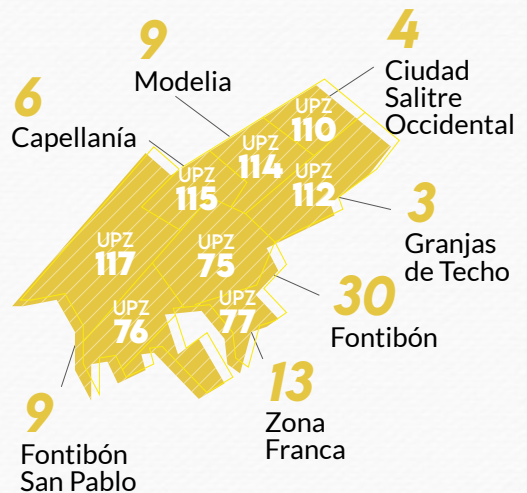 9
Modelia
4
Ciudad
Salitre
Occidental
6
Capellanía
UPZ
110
UPZ
114
UPZ
115
UPZ
112
3
Granjas
de Techo
UPZ
117
UPZ
75
30
Fontibón
UPZ
76
UPZ
77
13
Zona
Franca
9
Fontibón
San Pablo